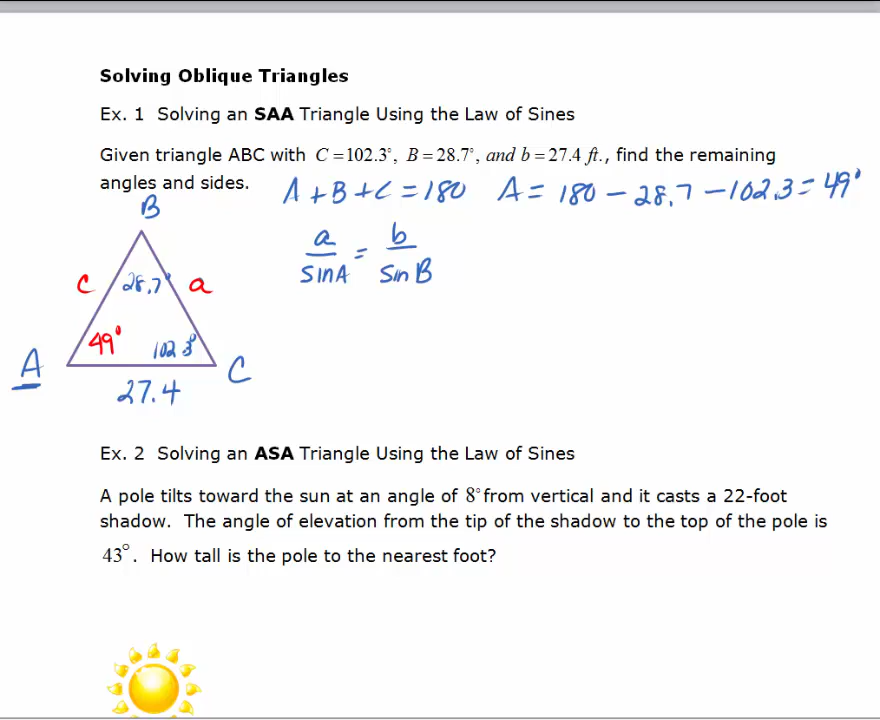 Solving Oblique Triangles
Ex. 1 Solving an SAA Triangle Using the Law of Sines
Given triangle ABC with C = 102.3°, B = 28.7°, and b = 27.4 ft., find the remaining
angles and sides.
A + B + C = 180 A = 180 − 28.7 − 102.3 = 49°
B
a/sin A = b/sin B
c 28.7° a
49° 102.3°
A C
27.4
Ex. 2 Solving an ASA Triangle Using the Law of Sines
A pole tilts toward the sun at an angle of 8° from vertical and it casts a 22-foot
shadow. The angle of elevation from the tip of the shadow to the top of the pole is
43°. How tall is the pole to the nearest foot?